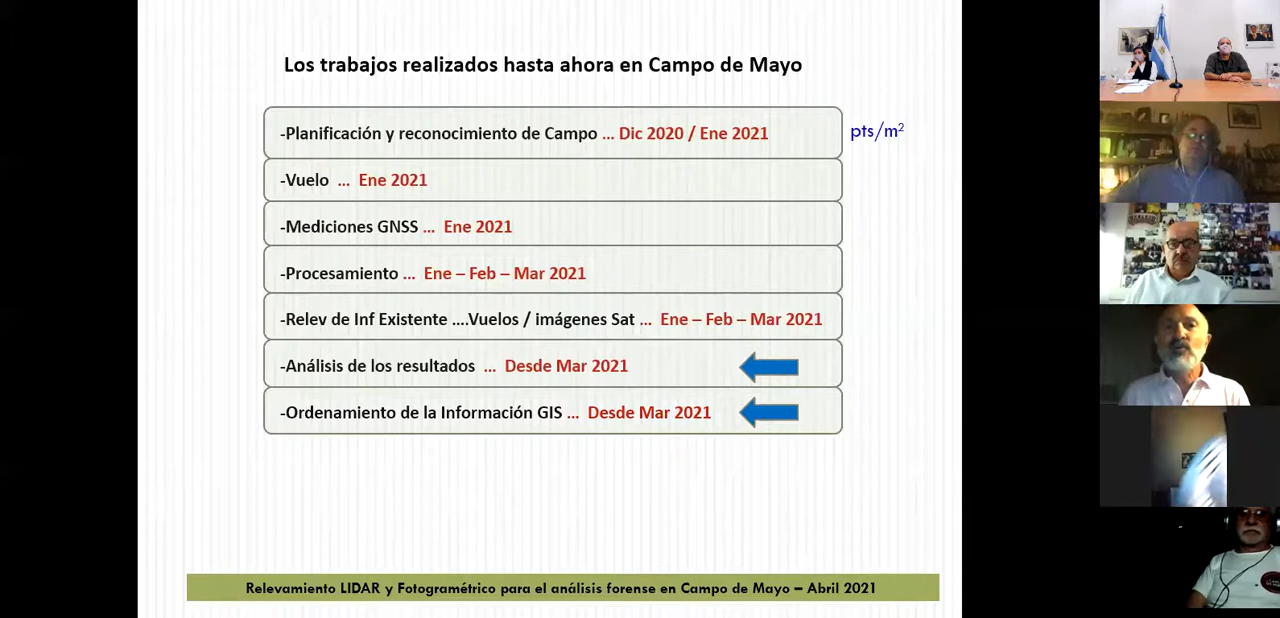 Los trabajos realizados hasta ahora en Campo de Mayo
-Planificación y reconocimiento de Campo ... Dic 2020 / Ene 2021
pts/m²
-Vuelo ... Ene 2021
-Mediciones GNSS ... Ene 2021
-Procesamiento ... Ene – Feb – Mar 2021
-Relev de Inf Existente ....Vuelos / imágenes Sat ... Ene – Feb – Mar 2021
-Análisis de los resultados ... Desde Mar 2021
-Ordenamiento de la Información GIS ... Desde Mar 2021
Relevamiento LIDAR y Fotogramétrico para el análisis forense en Campo de Mayo – Abril 2021